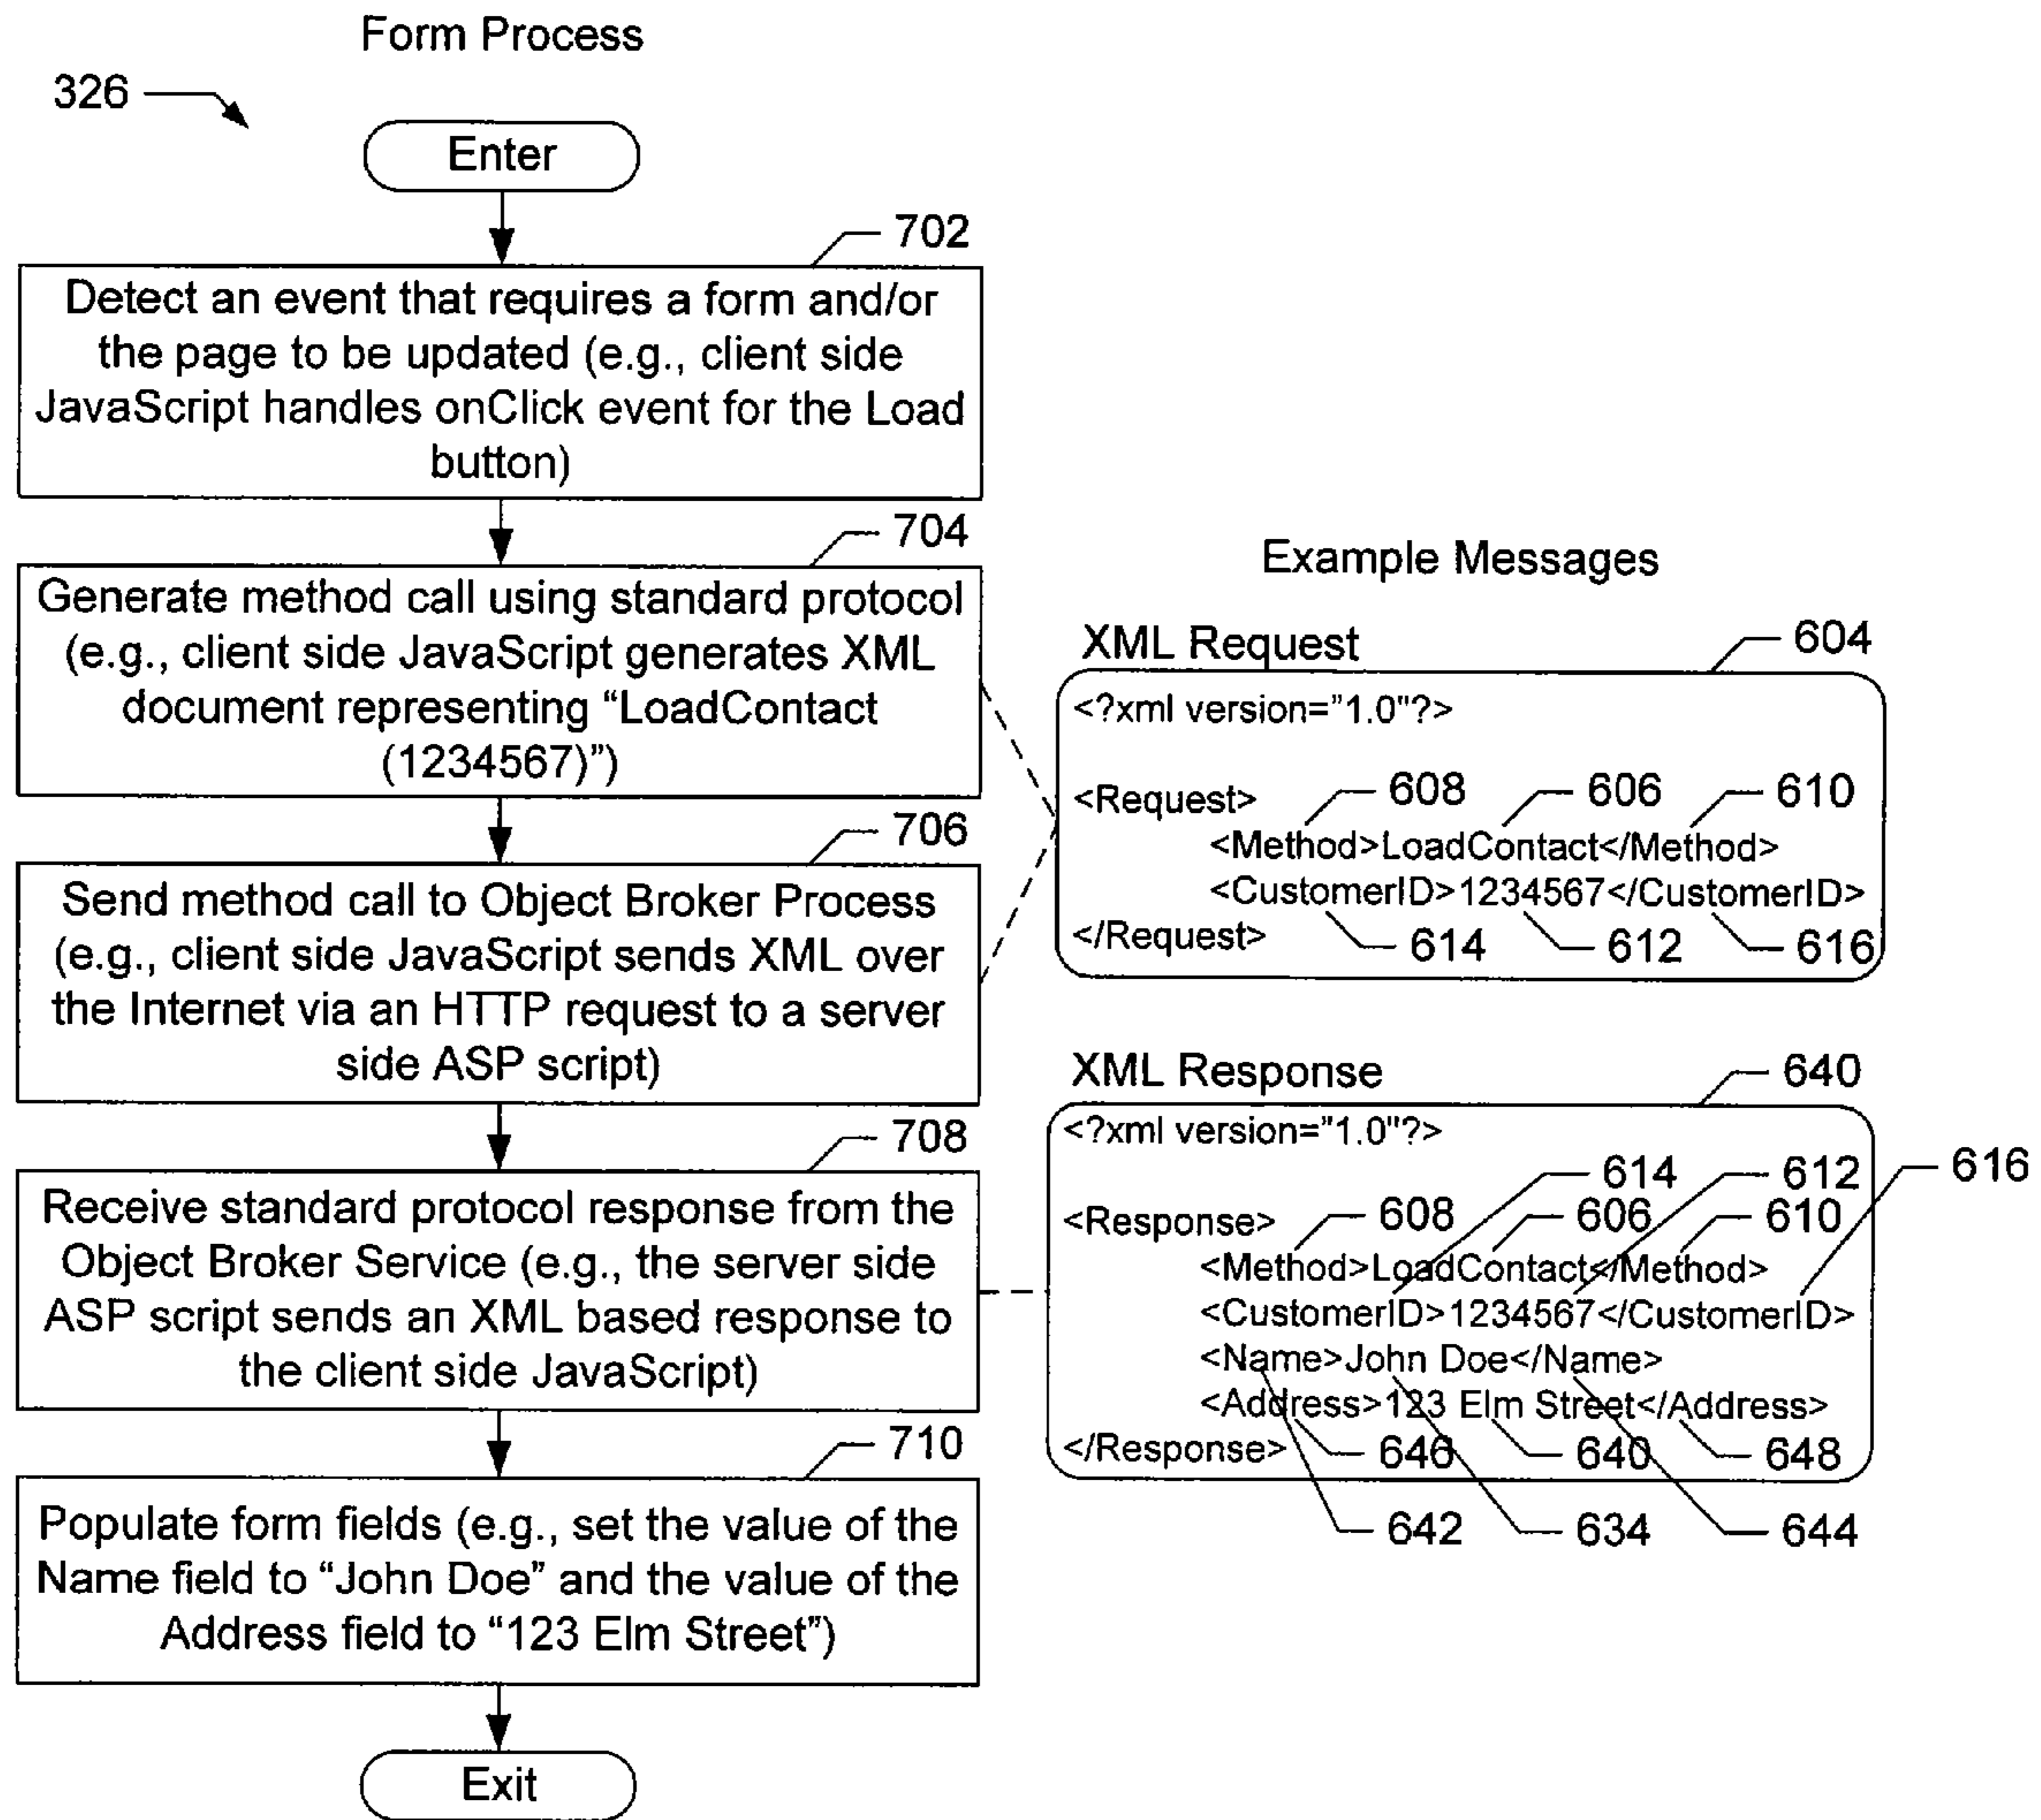 Form Process
326
Enter
702
Detect an event that requires a form and/or
the page to be updated (e.g., client side
JavaScript handles onClick event for the Load
button)
704
Generate method call using standard protocol
(e.g., client side JavaScript generates XML
document representing “LoadContact
(1234567)”)
706
Send method call to Object Broker Process
(e.g., client side JavaScript sends XML over
the Internet via an HTTP request to a server
side ASP script)
708
Receive standard protocol response from the
Object Broker Service (e.g., the server side
ASP script sends an XML based response to
the client side JavaScript)
710
Populate form fields (e.g., set the value of the
Name field to “John Doe” and the value of the
Address field to “123 Elm Street”)
Exit
Example Messages
XML Request
604
<?xml version=”1.0"?>
<Request>
608 606 610
<Method>LoadContact</Method>
<CustomerID>1234567</CustomerID>
</Request>
614 612 616
XML Response
640
<?xml version=”1.0"?>
614 612 616
<Response>
608 606 610
<Method>LoadContact</Method>
<CustomerID>1234567</CustomerID>
<Name>John Doe</Name>
<Address>123 Elm Street</Address>
</Response>
646 640 648
642 634 644